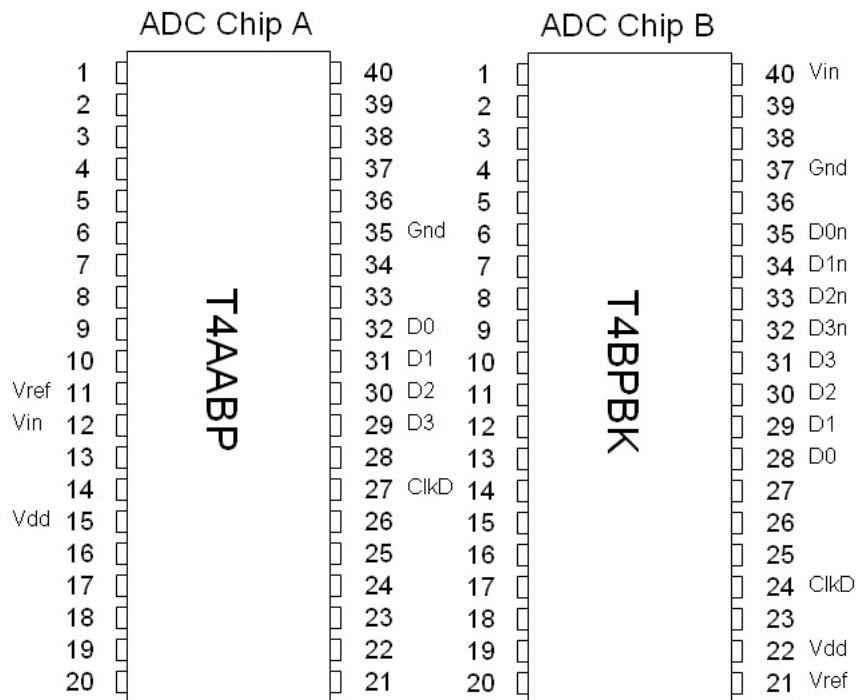 ADC Chip A
1 40
2 39
3 38
4 37
5 36
6 35 Gnd
7 34
8 33
9 32 D0
10 31 D1
Vref 11 30 D2
Vin 12 29 D3
13 28
14 27 ClkD
Vdd 15 26
16 25
17 24
18 23
19 22
20 21
T4AABP
ADC Chip B
1 40 Vin
2 39
3 38
4 37 Gnd
5 36
6 35 D0n
7 34 D1n
8 33 D2n
9 32 D3n
10 31 D3
11 30 D2
12 29 D1
13 28 D0
14 27
15 26
16 25
17 24 ClkD
18 23
19 22 Vdd
20 21 Vref
T4BPBK